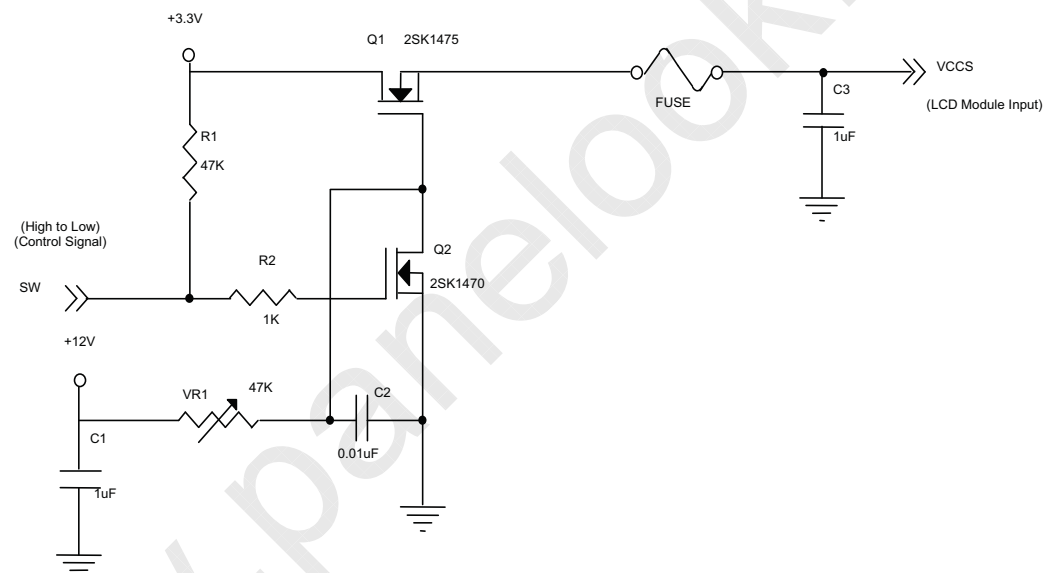 +3.3V
Q1 2SK1475
FUSE
VCCS
(LCD Module Input)
C3
1uF
R1
47K
(High to Low)
(Control Signal)
SW
R2
1K
Q2
2SK1470
+12V
VR1
47K
C2
0.01uF
C1
1uF
.panelook